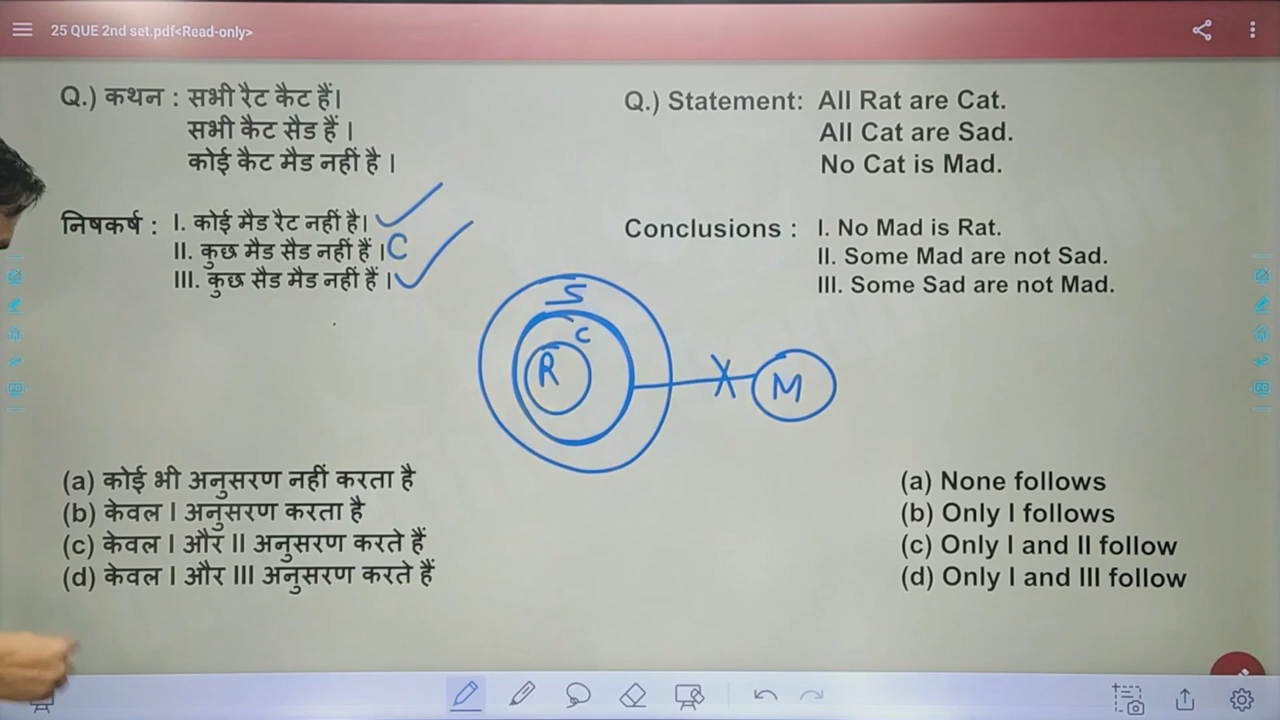 25 QUE 2nd set.pdf<Read-only>
Q.) कथन : सभी रैट कैट हैं।
सभी कैट सैड हैं ।
कोई कैट मैड नहीं है ।
निषकर्ष : I. कोई मैड रैट नहीं है।
II. कुछ मैड सैड नहीं हैं । C
III. कुछ सैड मैड नहीं हैं ।
Q.) Statement: All Rat are Cat.
All Cat are Sad.
No Cat is Mad.
Conclusions : I. No Mad is Rat.
II. Some Mad are not Sad.
III. Some Sad are not Mad.
S
C
R
M
(a) कोई भी अनुसरण नहीं करता है
(b) केवल I अनुसरण करता है
(c) केवल I और II अनुसरण करते हैं
(d) केवल I और III अनुसरण करते हैं
(a) None follows
(b) Only I follows
(c) Only I and II follow
(d) Only I and III follow